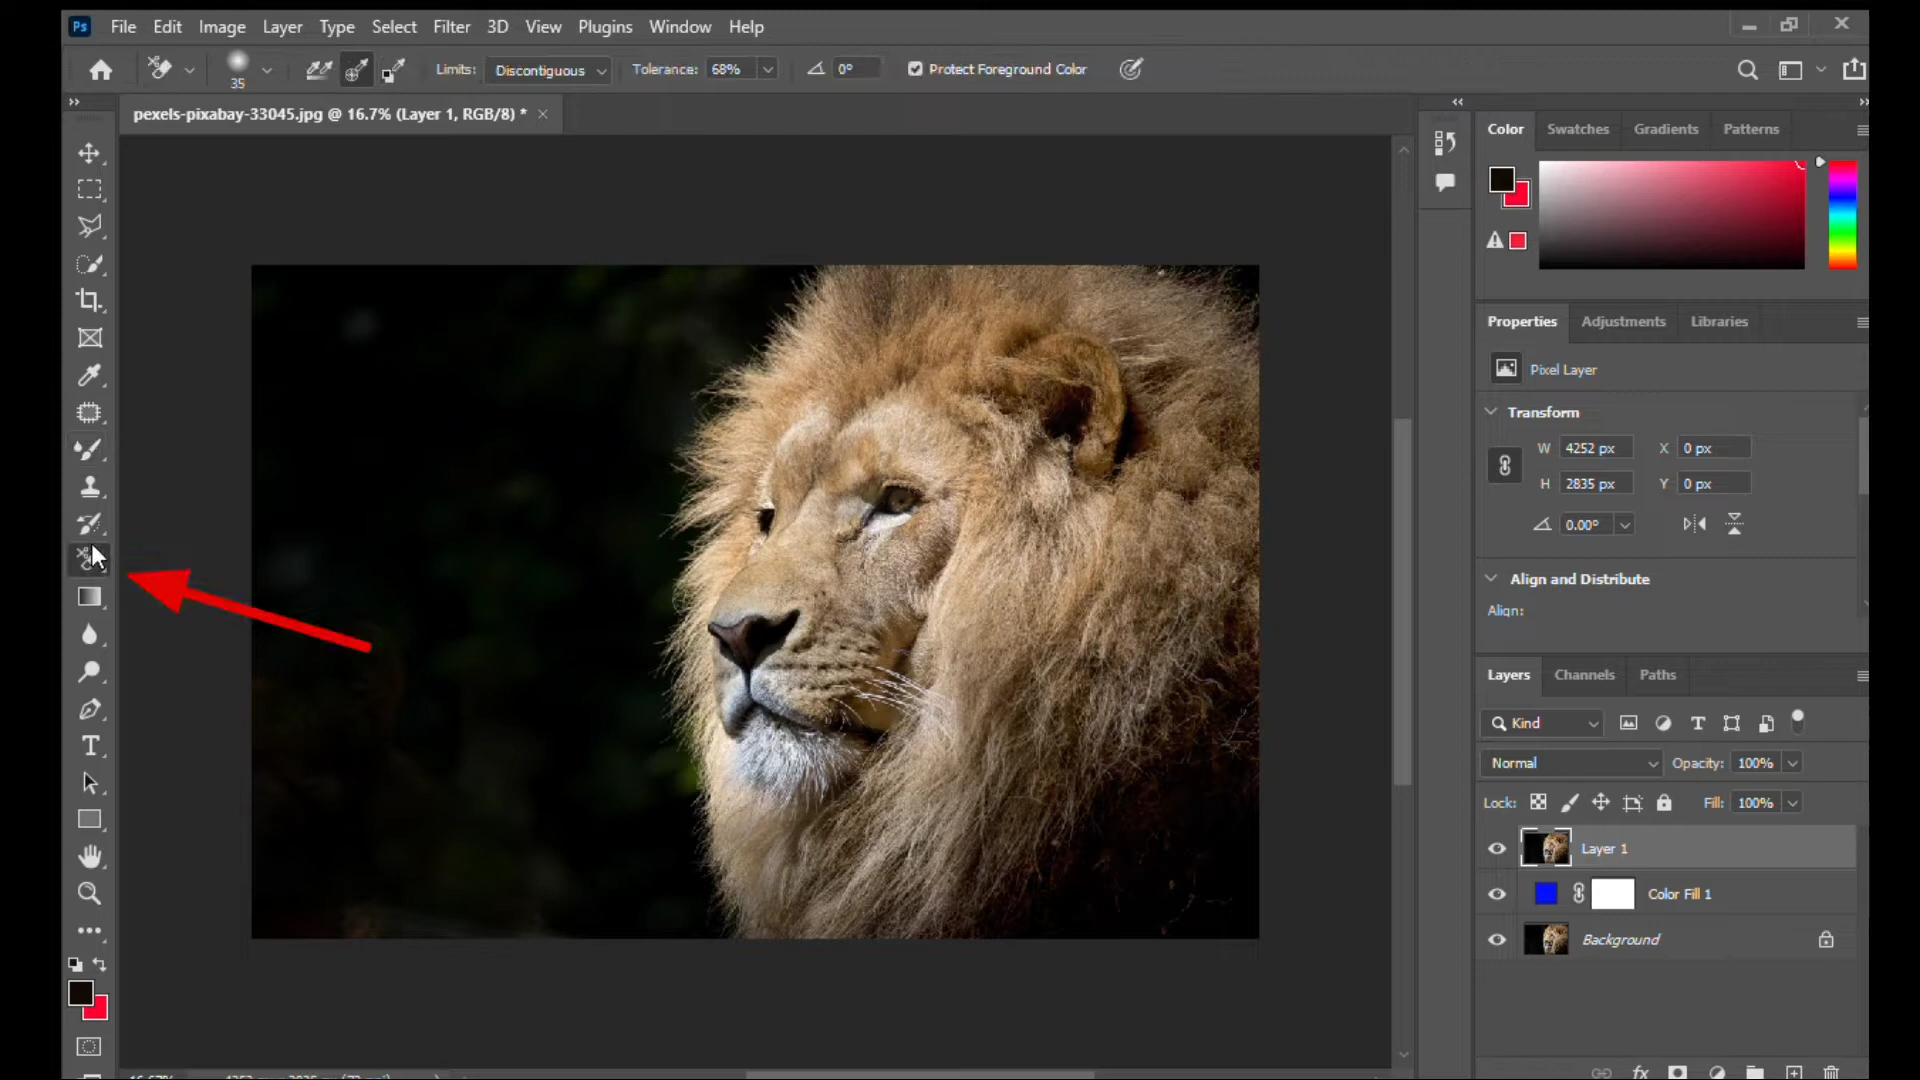 Ps File Edit Image Layer Type Select Filter 3D View Plugins Window Help
35 Limits: Discontiguous Tolerance: 68% 0° Protect Foreground Color
pexels-pixabay-33045.jpg @ 16.7% (Layer 1, RGB/8) *
Color Swatches Gradients Patterns
Properties Adjustments Libraries
Pixel Layer
Transform
W 4252 px X 0 px
H 2835 px Y 0 px
0.00°
Align and Distribute
Align:
Layers Channels Paths
Kind
Normal Opacity: 100%
Lock: Fill: 100%
Layer 1
Color Fill 1
Background